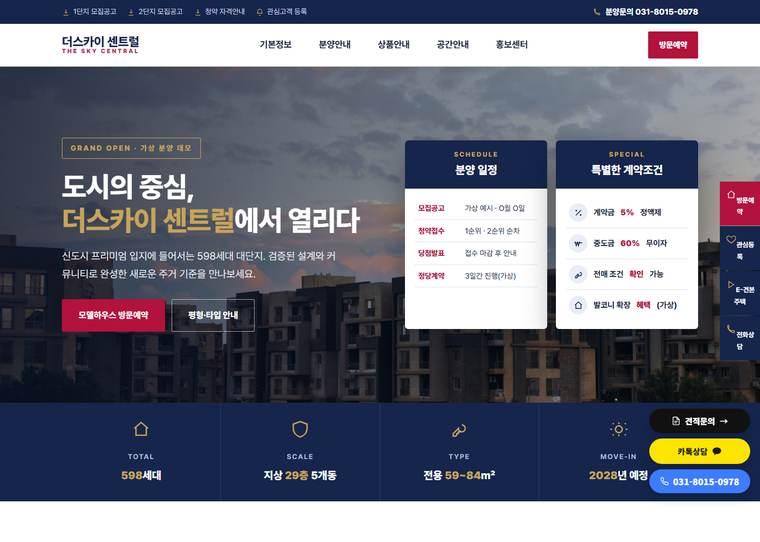 1단지 모집공고 2단지 모집공고 청약 자격안내 관심고객 등록 분양문의 031-8015-0978
더스카이 센트럴
THE SKY CENTRAL
기본정보 분양안내 상품안내 공간안내 홍보센터
방문예약
GRAND OPEN · 가상 분양 데모
도시의 중심,
더스카이 센트럴에서 열리다
신도시 프리미엄 입지에 들어서는 598세대 대단지. 검증된 설계와 커
뮤니티로 완성한 새로운 주거 기준을 만나보세요.
모델하우스 방문예약 평형·타입 안내
SCHEDULE
분양 일정
모집공고 가상 예시 · 0월 0일
청약접수 1순위 · 2순위 순차
당첨발표 접수 마감 후 안내
정당계약 3일간 진행(가상)
SPECIAL
특별한 계약조건
계약금 5% 정액제
중도금 60% 무이자
전매 조건 확인 가능
발코니 확장 혜택 (가상)
방문예
약
관심등
록
E-견본
주택
전화상
담
TOTAL
598세대
SCALE
지상 29층 5개동
TYPE
전용 59~84m²
MOVE-IN
2028년 예정
견적문의 →
카톡상담
031-8015-0978